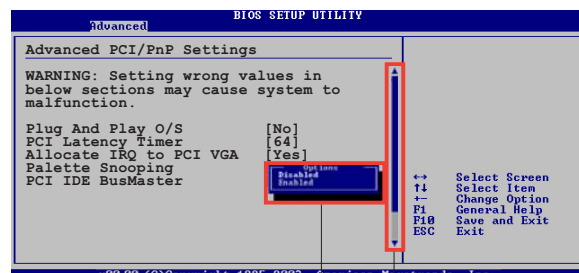 BIOS SETUP UTILITY
Advanced
Advanced PCI/PnP Settings
WARNING: Setting wrong values in
below sections may cause system to
malfunction.
Plug And Play O/S [No]
PCI Latency Timer [64]
Allocate IRQ to PCI VGA [Yes]
Palette Snooping
PCI IDE BusMaster
Options
Disabled
Enabled
↔ Select Screen
↑↓ Select Item
+- Change Option
F1 General Help
F10 Save and Exit
ESC Exit